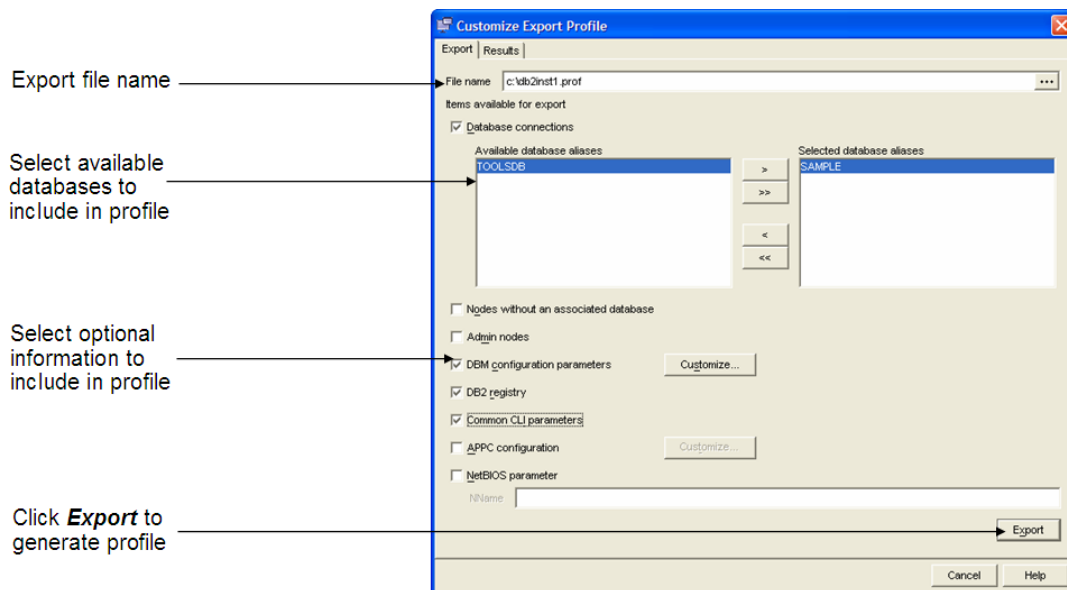 Customize Export Profile
Export Results
Export file name
File name c:\db2inst1.prof ...
Items available for export
Database connections
Select available
databases to
include in profile
Available database aliases Selected database aliases
TOOLSDB > SAMPLE
>>
<
<<
Nodes without an associated database
Select optional
information to
include in profile
Admin nodes
DBM configuration parameters Customize...
DB2 registry
Common CLI parameters
APPC configuration Customize...
NetBIOS parameter
NName
Click Export to
generate profile
Export
Cancel Help